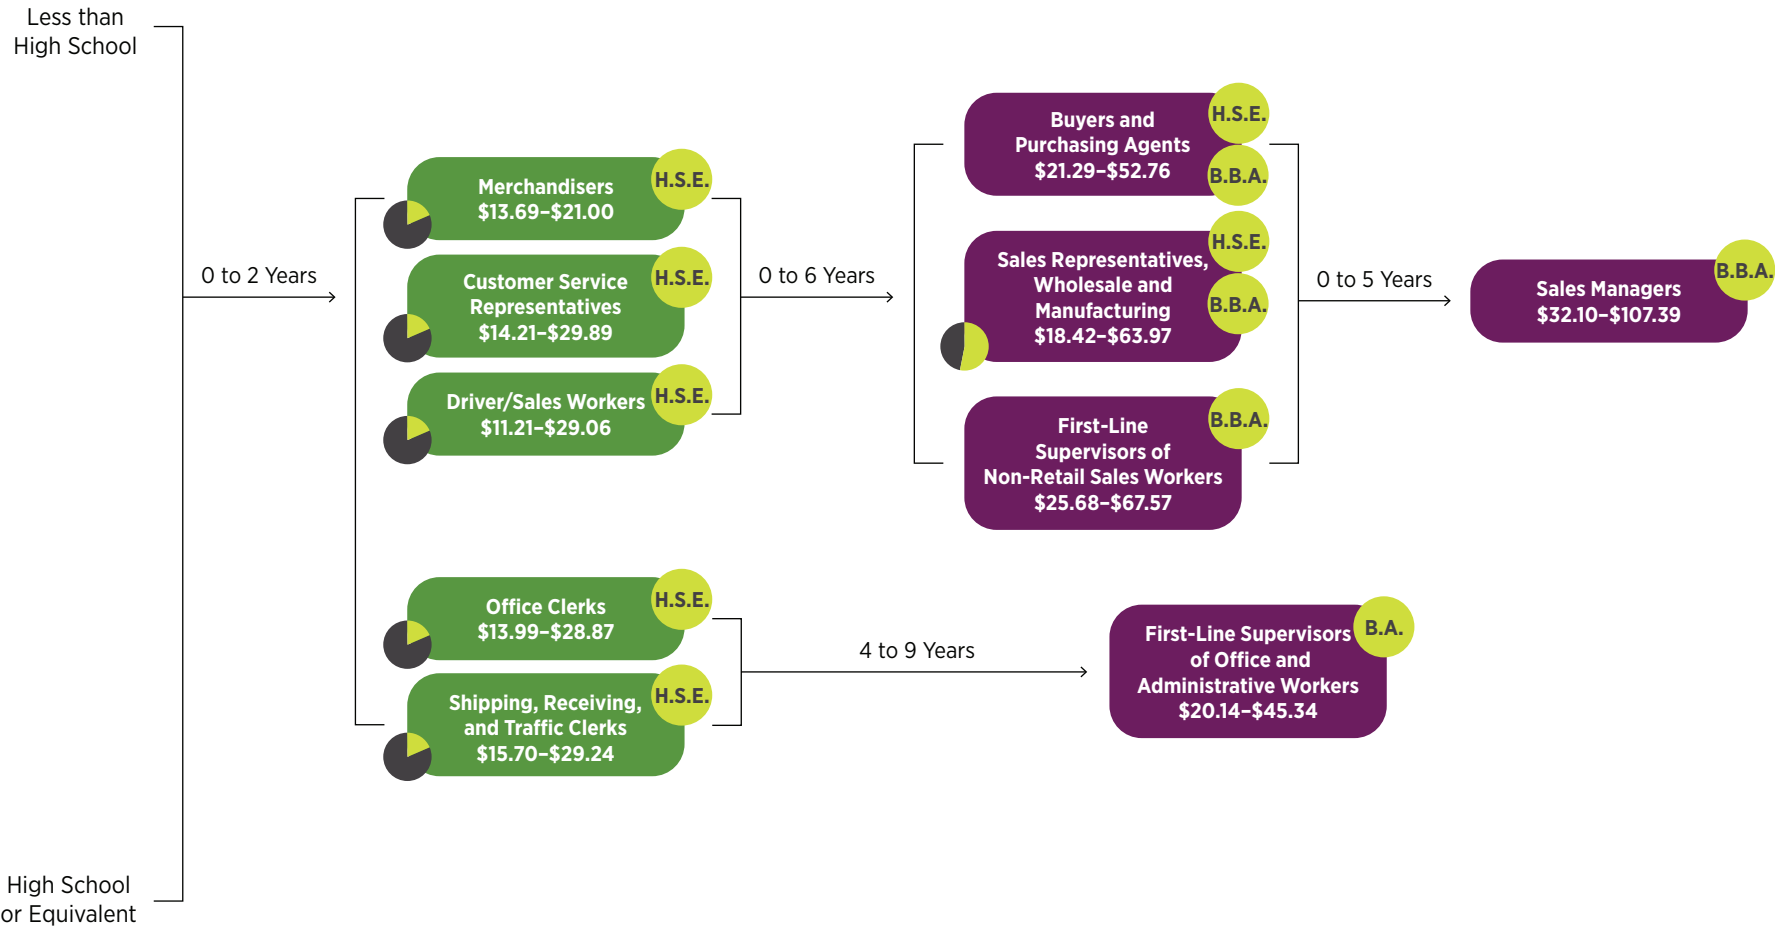 Less than
High School
0 to 2 Years
High School
or Equivalent
Merchandisers
$13.69–$21.00
H.S.E.
Customer Service
Representatives
$14.21–$29.89
H.S.E.
Driver/Sales Workers
$11.21–$29.06
H.S.E.
0 to 6 Years
Buyers and
Purchasing Agents
$21.29–$52.76
H.S.E.
B.B.A.
Sales Representatives,
Wholesale and
Manufacturing
$18.42–$63.97
H.S.E.
B.B.A.
First-Line
Supervisors of
Non-Retail Sales Workers
$25.68–$67.57
B.B.A.
0 to 5 Years
Sales Managers
$32.10–$107.39
B.B.A.
Office Clerks
$13.99–$28.87
H.S.E.
Shipping, Receiving,
and Traffic Clerks
$15.70–$29.24
H.S.E.
4 to 9 Years
First-Line Supervisors
of Office and
Administrative Workers
$20.14–$45.34
B.A.